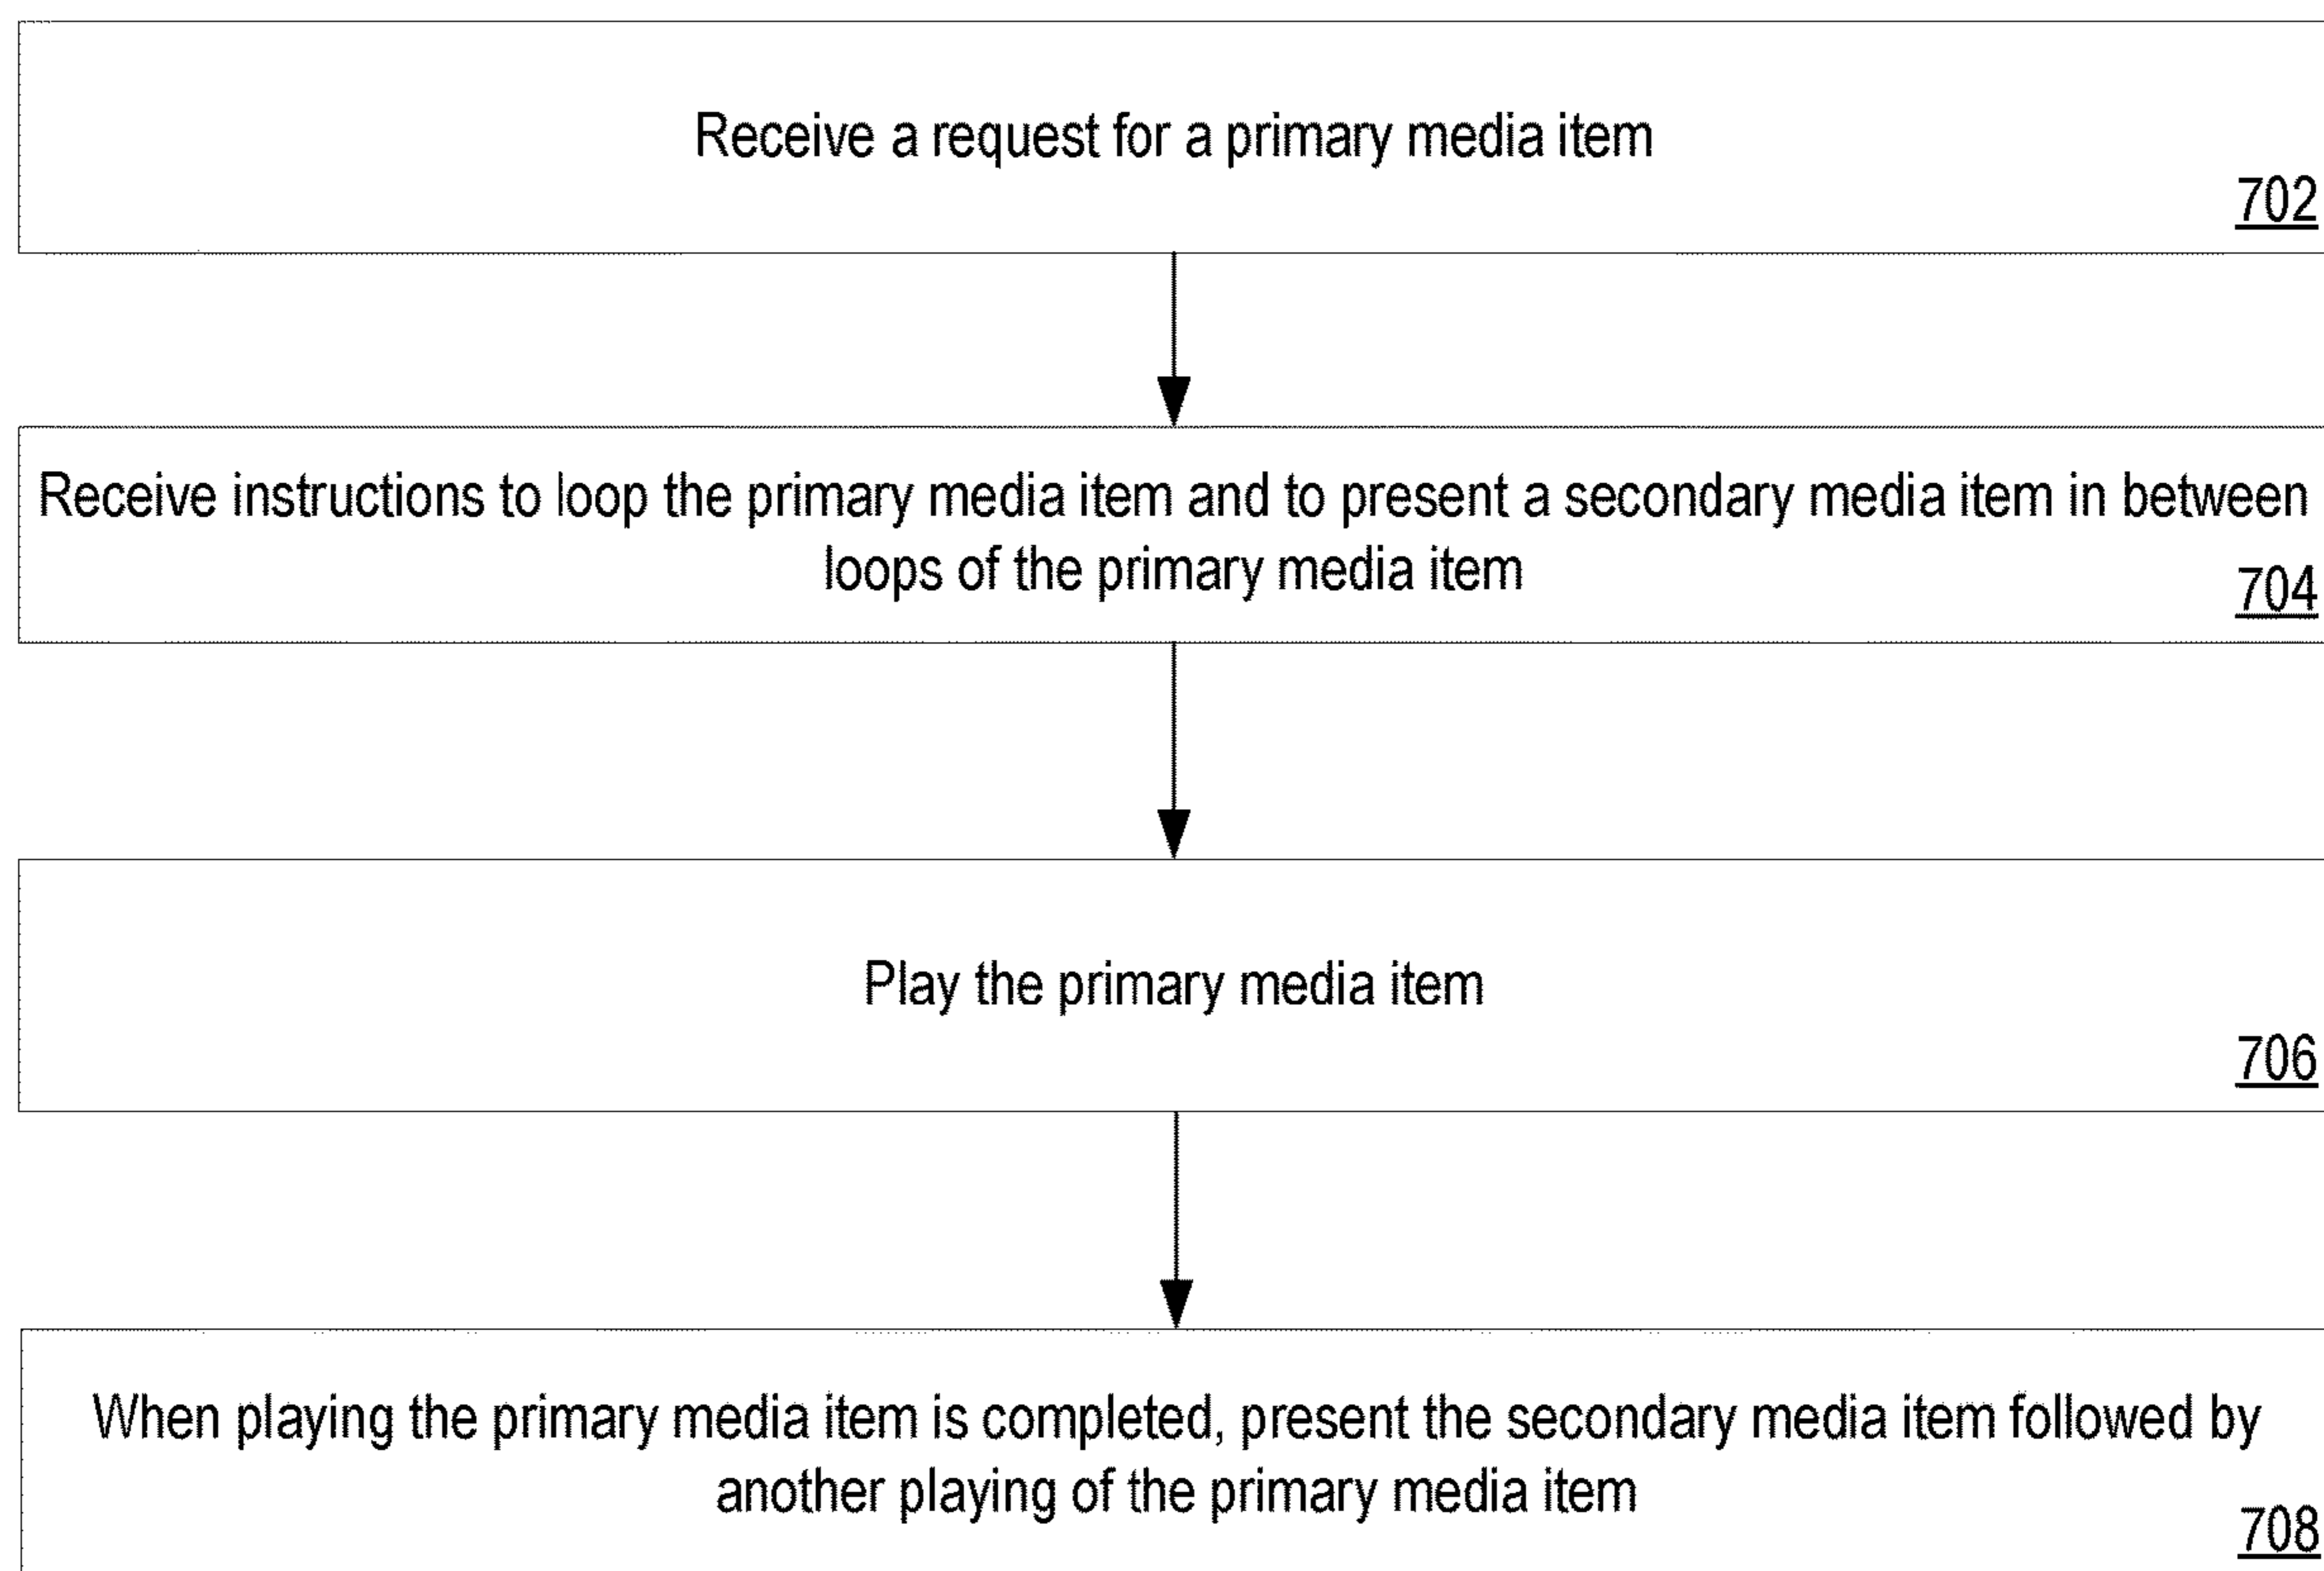 Receive a request for a primary media item
702
Receive instructions to loop the primary media item and to present a secondary media item in between
loops of the primary media item
704
Play the primary media item
706
When playing the primary media item is completed, present the secondary media item followed by
another playing of the primary media item
708